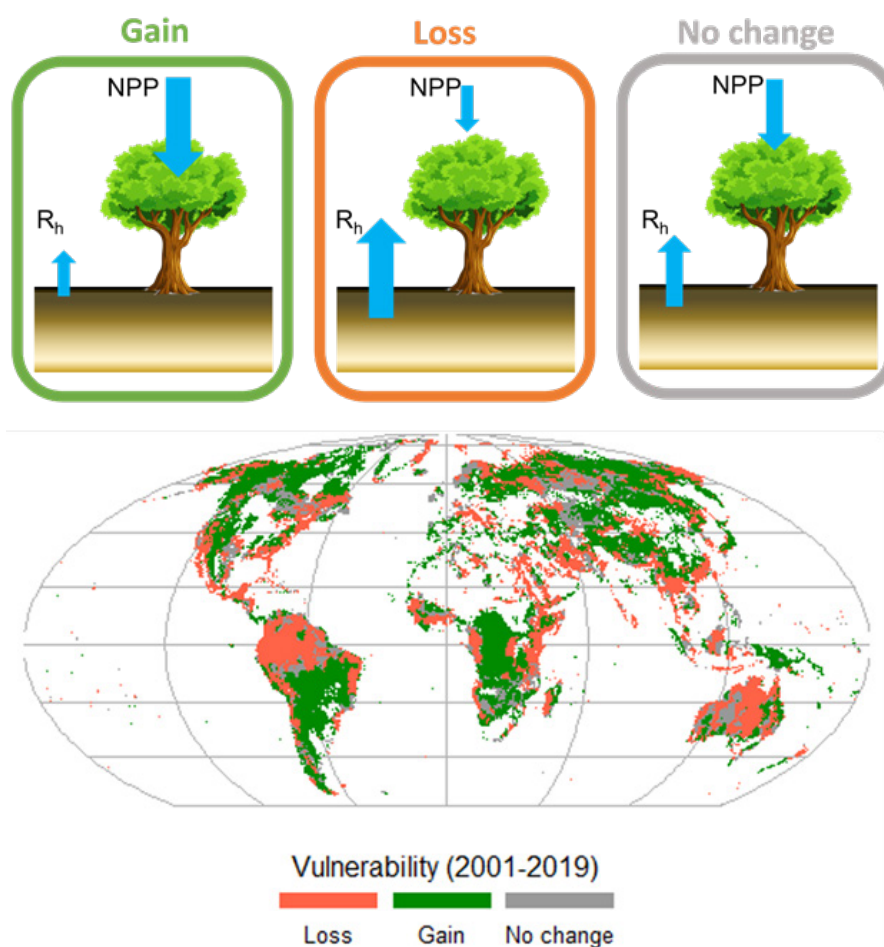 Gain Loss No change
NPP NPP NPP
Rh Rh Rh
Vulnerability (2001-2019)
Loss Gain No change